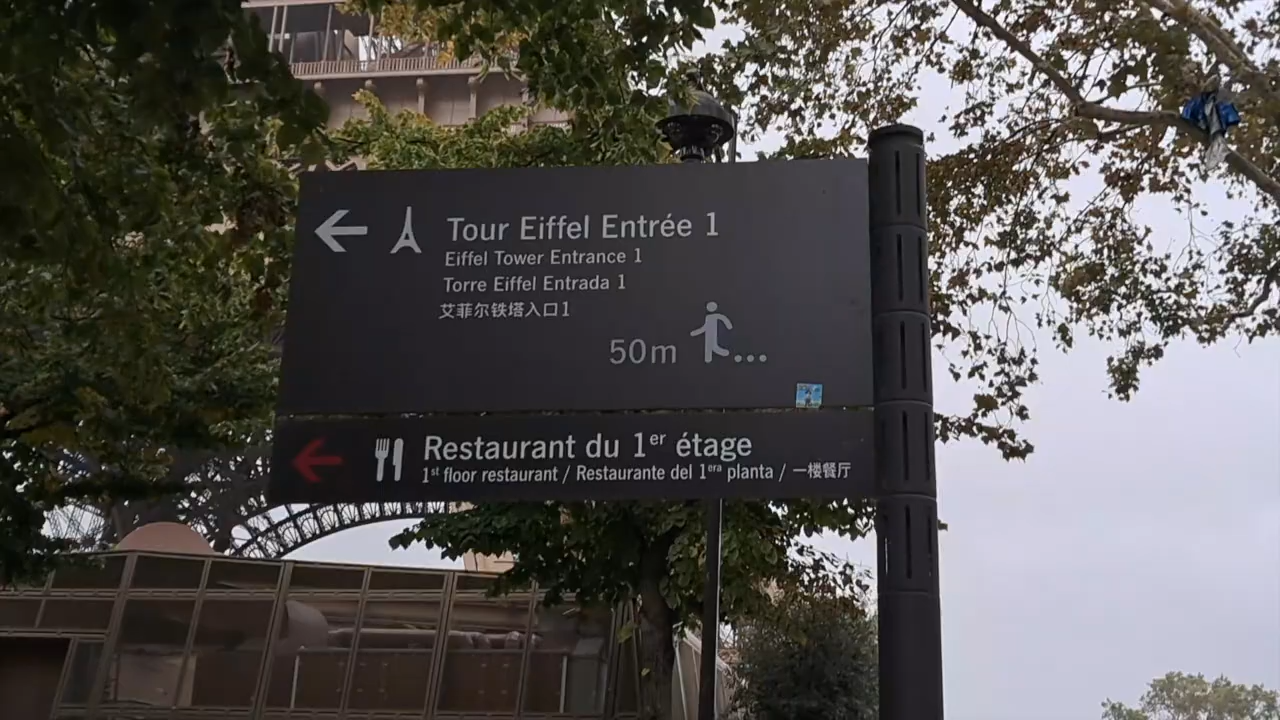 Tour Eiffel Entrée 1
Eiffel Tower Entrance 1
Torre Eiffel Entrada 1
艾菲尔铁塔入口1
50m
Restaurant du 1er étage
1st floor restaurant / Restaurante del 1era planta / 一楼餐厅